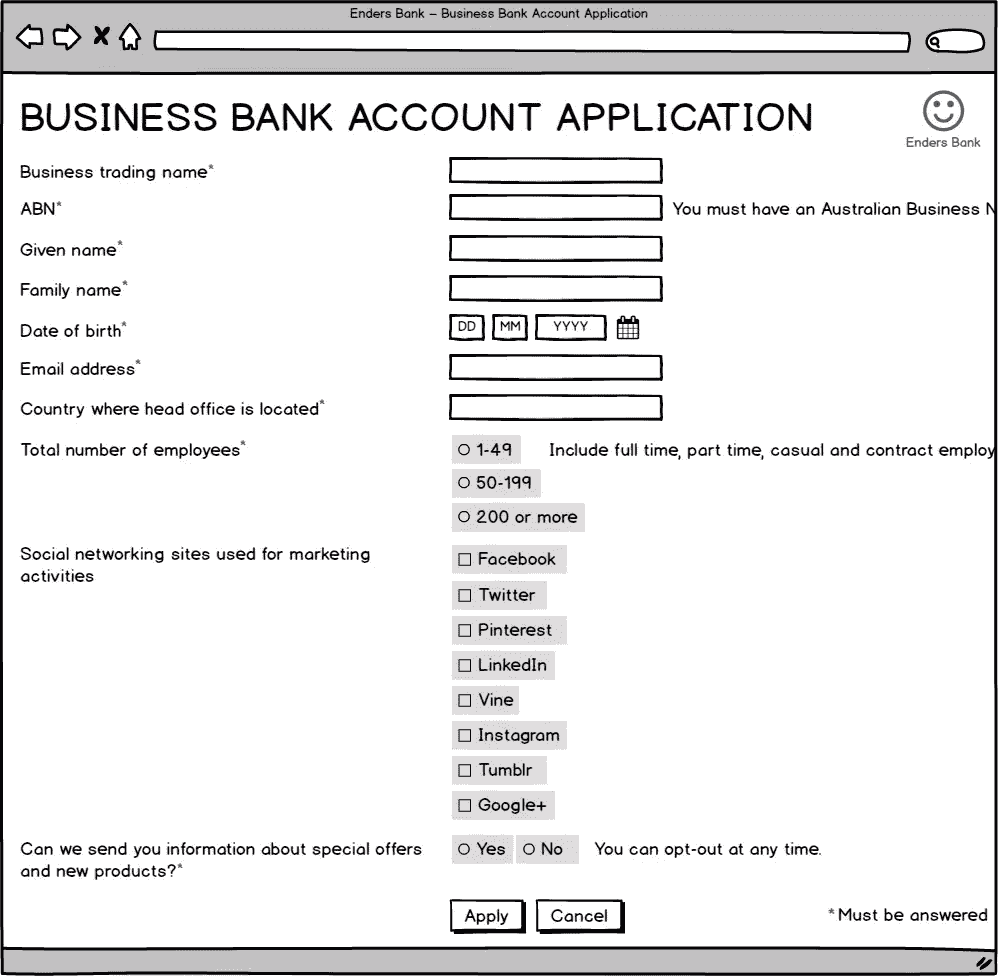 Enders Bank – Business Bank Account Application
BUSINESS BANK ACCOUNT APPLICATION
Enders Bank
Business trading name*
ABN*
You must have an Australian Business N
Given name*
Family name*
Date of birth*
DD MM YYYY
Email address*
Country where head office is located*
Total number of employees*
1-49
Include full time, part time, casual and contract employ
50-199
200 or more
Social networking sites used for marketing
activities
Facebook
Twitter
Pinterest
LinkedIn
Vine
Instagram
Tumblr
Google+
Can we send you information about special offers
and new products?*
Yes No You can opt-out at any time.
Apply Cancel
*Must be answered